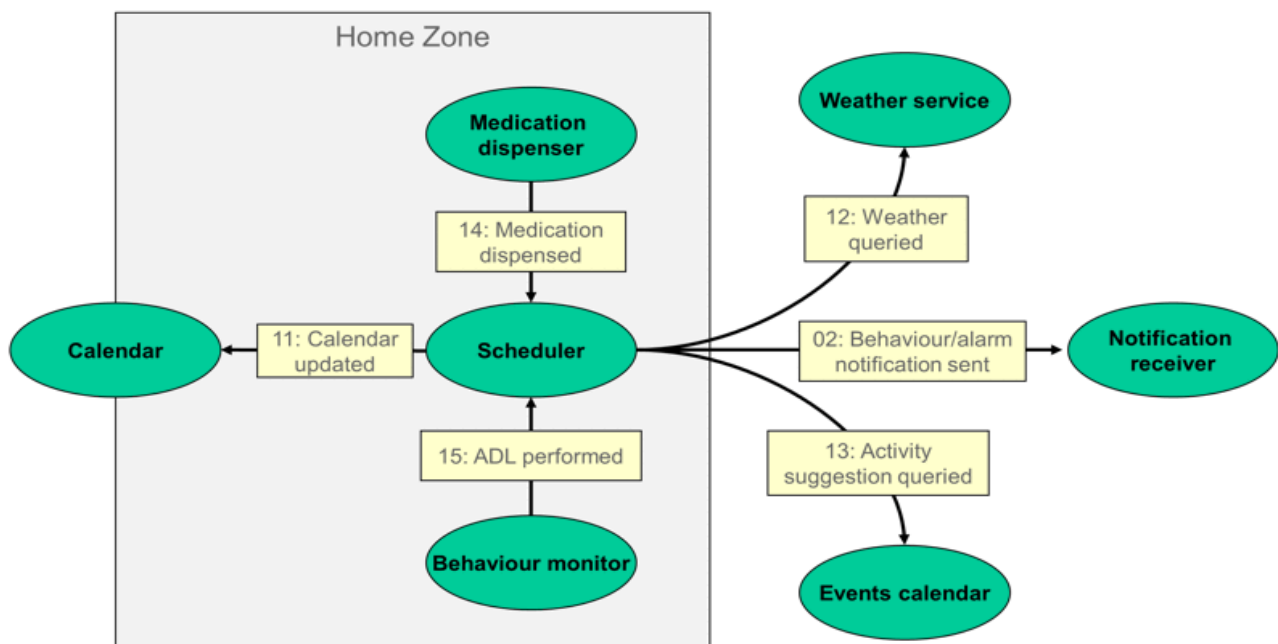 Home Zone
Weather service
Medication
dispenser
12: Weather
queried
14: Medication
dispensed
Calendar
11: Calendar
updated
Scheduler
02: Behaviour/alarm
notification sent
Notification
receiver
15: ADL performed
13: Activity
suggestion queried
Behaviour monitor
Events calendar